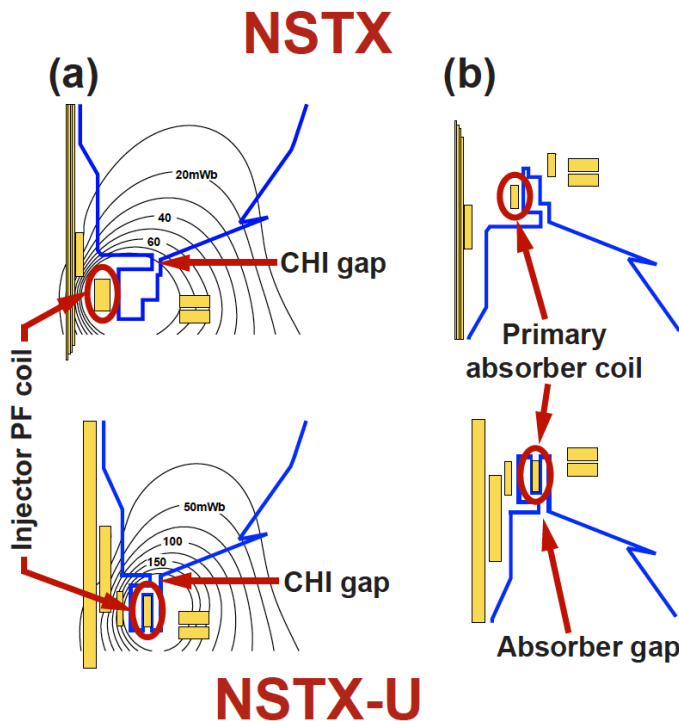 NSTX
(a)
(b)
20mWb
40
60
CHI gap
Injector PF coil
Primary
absorber coil
50mWb
100
150
CHI gap
Absorber gap
NSTX-U